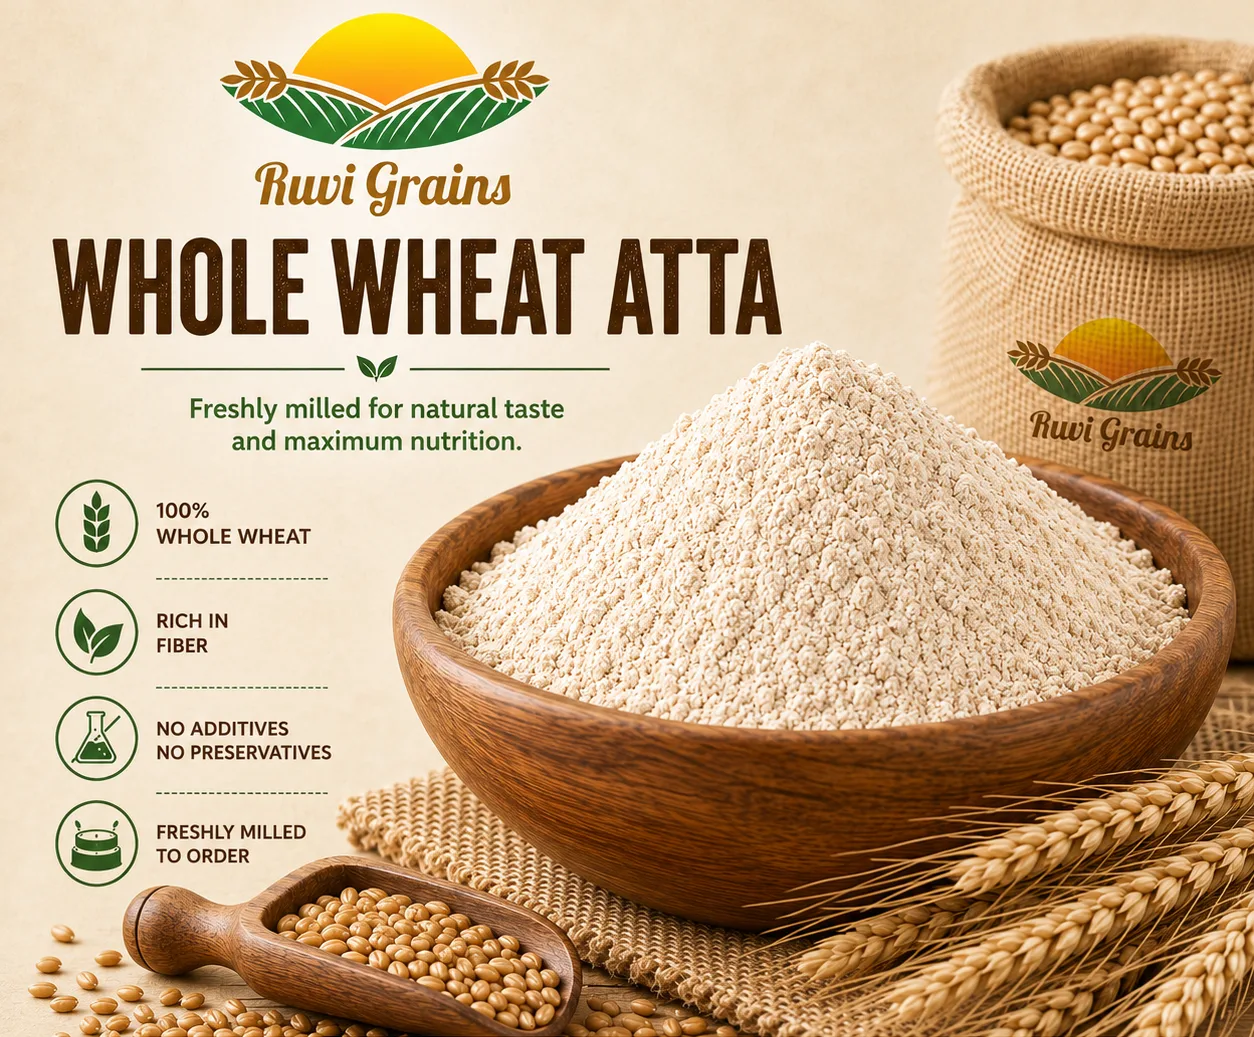 Ruvi Grains
WHOLE WHEAT ATTA
Freshly milled for natural taste
and maximum nutrition.
100%
WHOLE WHEAT
RICH IN
FIBER
NO ADDITIVES
NO PRESERVATIVES
FRESHLY MILLED
TO ORDER
Ruvi Grains